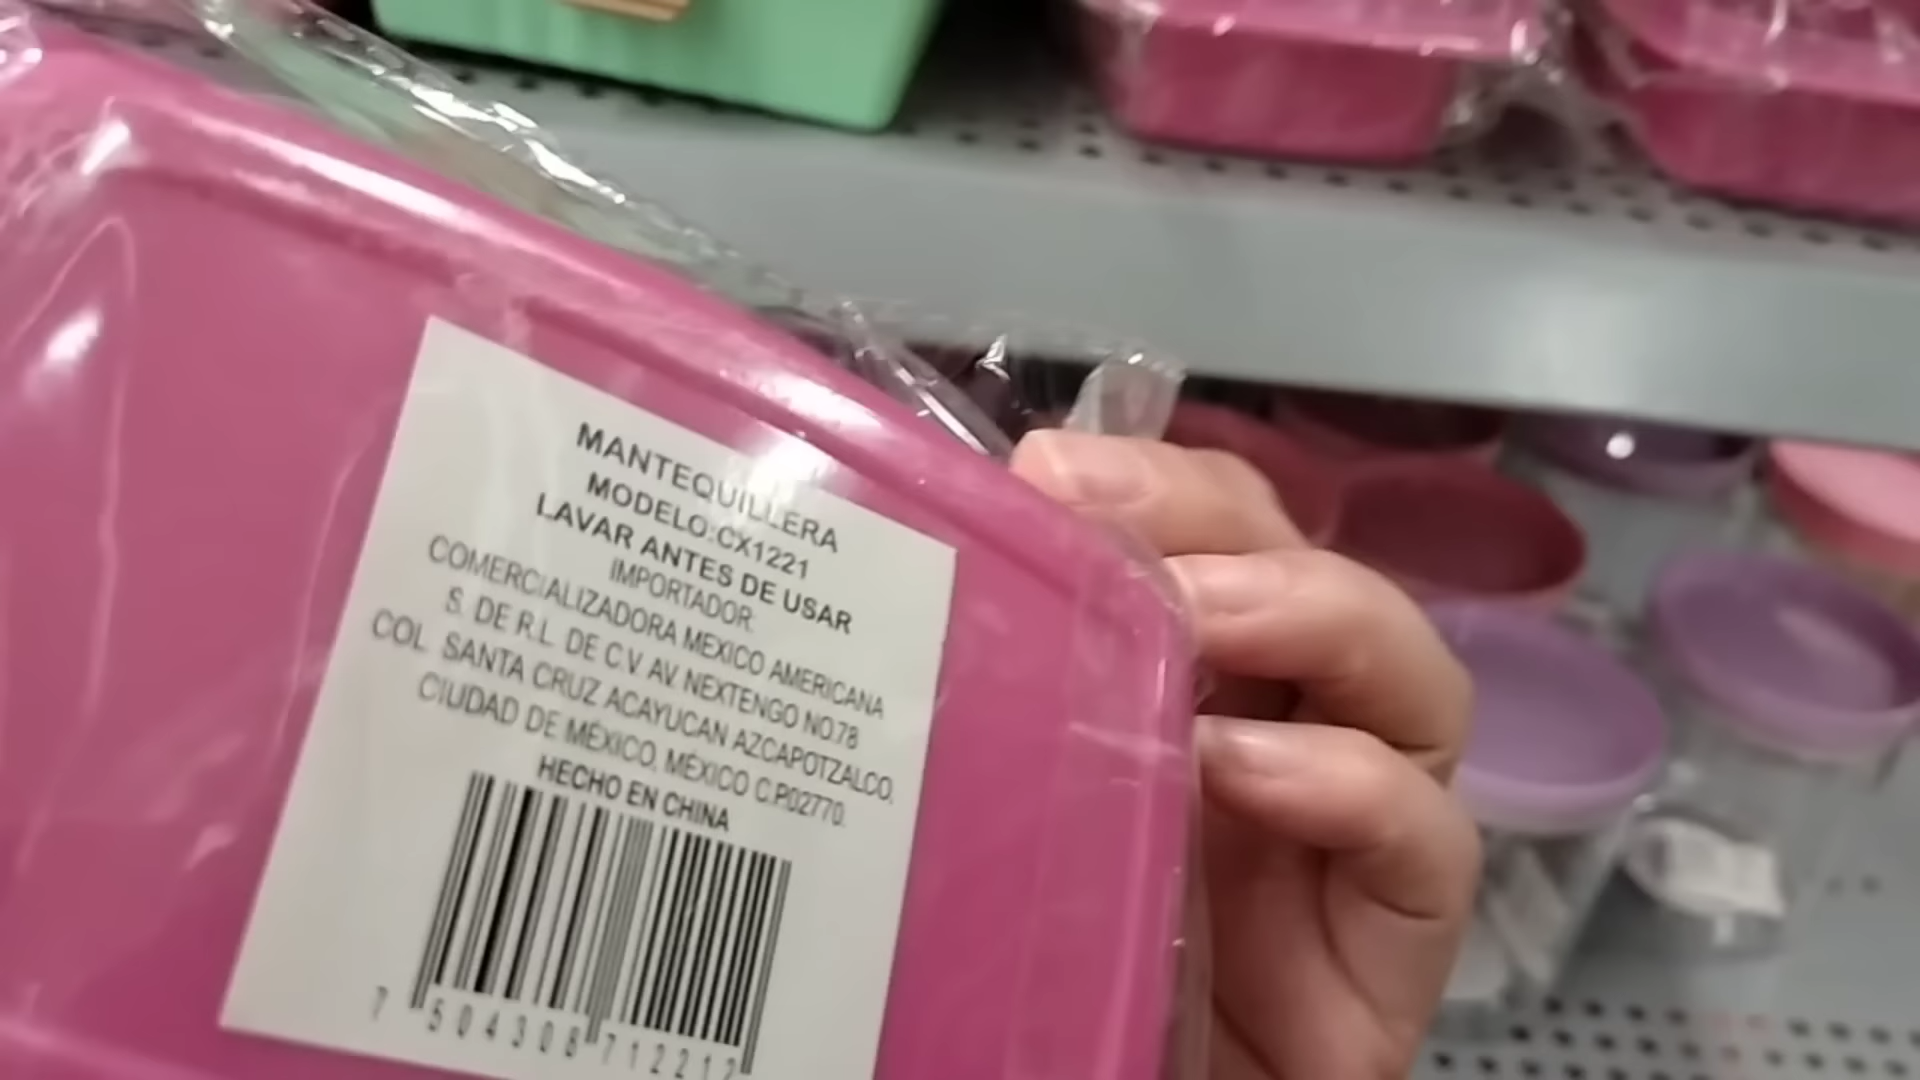 MANTEQUILLERA
MODELO:CX1221
LAVAR ANTES DE USAR
IMPORTADOR:
COMERCIALIZADORA MEXICO AMERICANA
S. DE R.L. DE C.V AV. NEXTENGO NO.78
COL. SANTA CRUZ ACAYUCAN AZCAPOTZALCO,
CIUDAD DE MÉXICO, MÉXICO C.P.02770.
HECHO EN CHINA
7 504308 712212